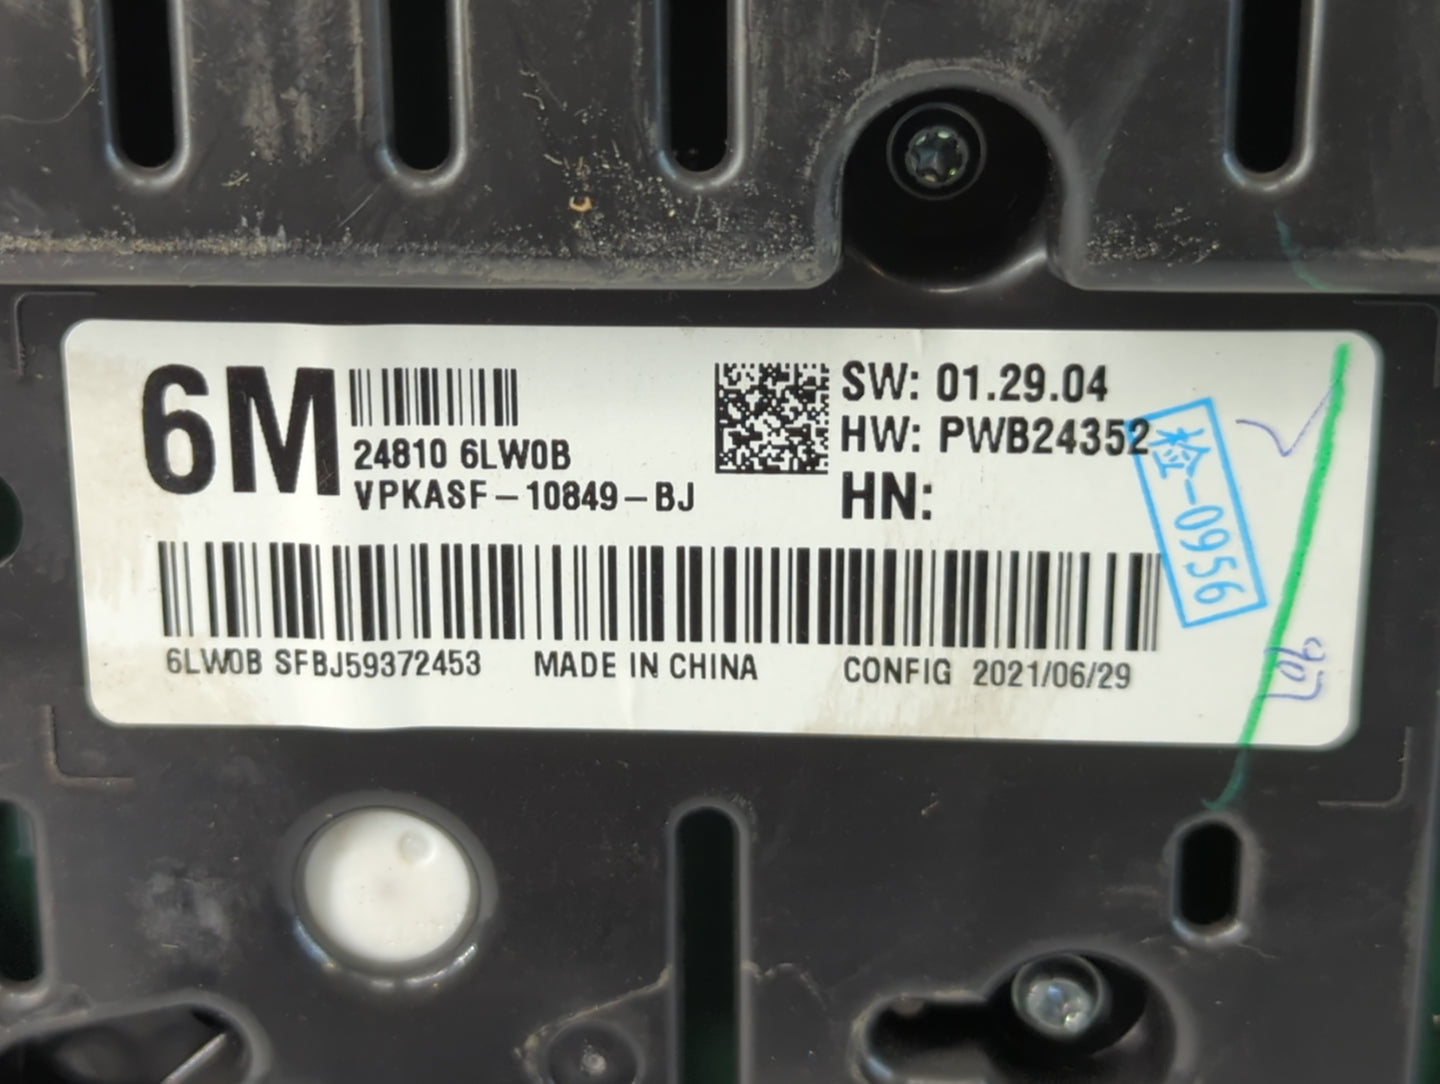 6M
24810 6LW0B
VPKASF-10849-BJ
SW: 01.29.04
HW: PWB24352
HN:
检-0956
6LW0B SFBJ59372453 MADE IN CHINA CONFIG 2021/06/29